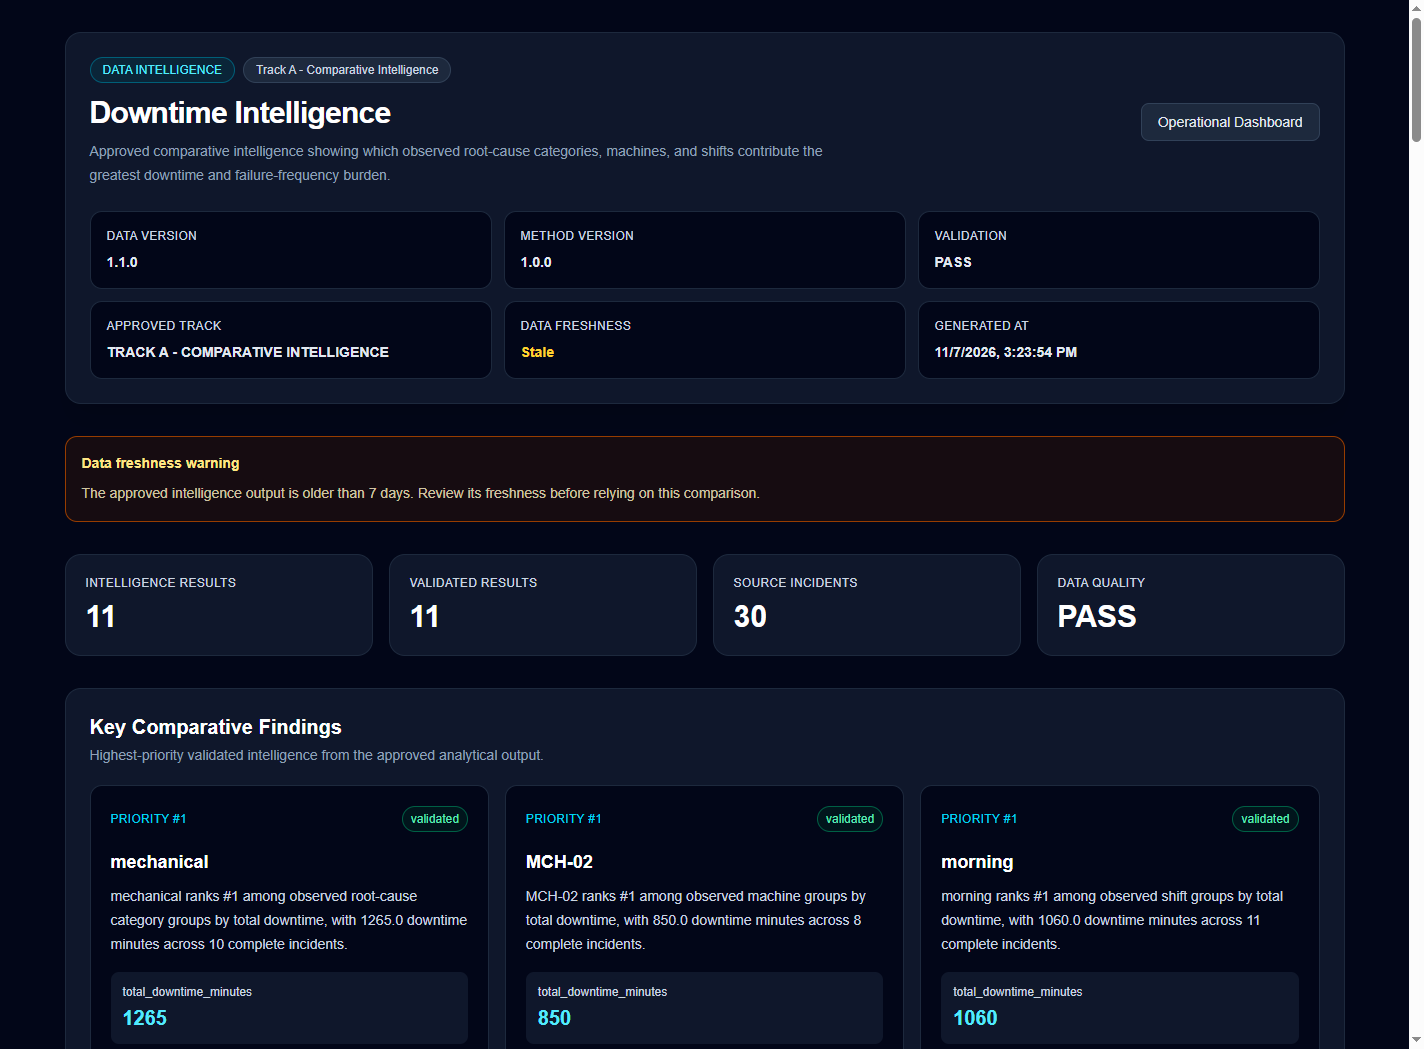 DATA INTELLIGENCE
Track A - Comparative Intelligence
Downtime Intelligence
Operational Dashboard
Approved comparative intelligence showing which observed root-cause categories, machines, and shifts contribute the
greatest downtime and failure-frequency burden.
DATA VERSION
1.1.0
METHOD VERSION
1.0.0
VALIDATION
PASS
APPROVED TRACK
TRACK A - COMPARATIVE INTELLIGENCE
DATA FRESHNESS
Stale
GENERATED AT
11/7/2026, 3:23:54 PM
Data freshness warning
The approved intelligence output is older than 7 days. Review its freshness before relying on this comparison.
INTELLIGENCE RESULTS
11
VALIDATED RESULTS
11
SOURCE INCIDENTS
30
DATA QUALITY
PASS
Key Comparative Findings
Highest-priority validated intelligence from the approved analytical output.
PRIORITY #1
validated
mechanical
mechanical ranks #1 among observed root-cause
category groups by total downtime, with 1265.0 downtime
minutes across 10 complete incidents.
total_downtime_minutes
1265
PRIORITY #1
validated
MCH-02
MCH-02 ranks #1 among observed machine groups by
total downtime, with 850.0 downtime minutes across 8
complete incidents.
total_downtime_minutes
850
PRIORITY #1
validated
morning
morning ranks #1 among observed shift groups by total
downtime, with 1060.0 downtime minutes across 11
complete incidents.
total_downtime_minutes
1060